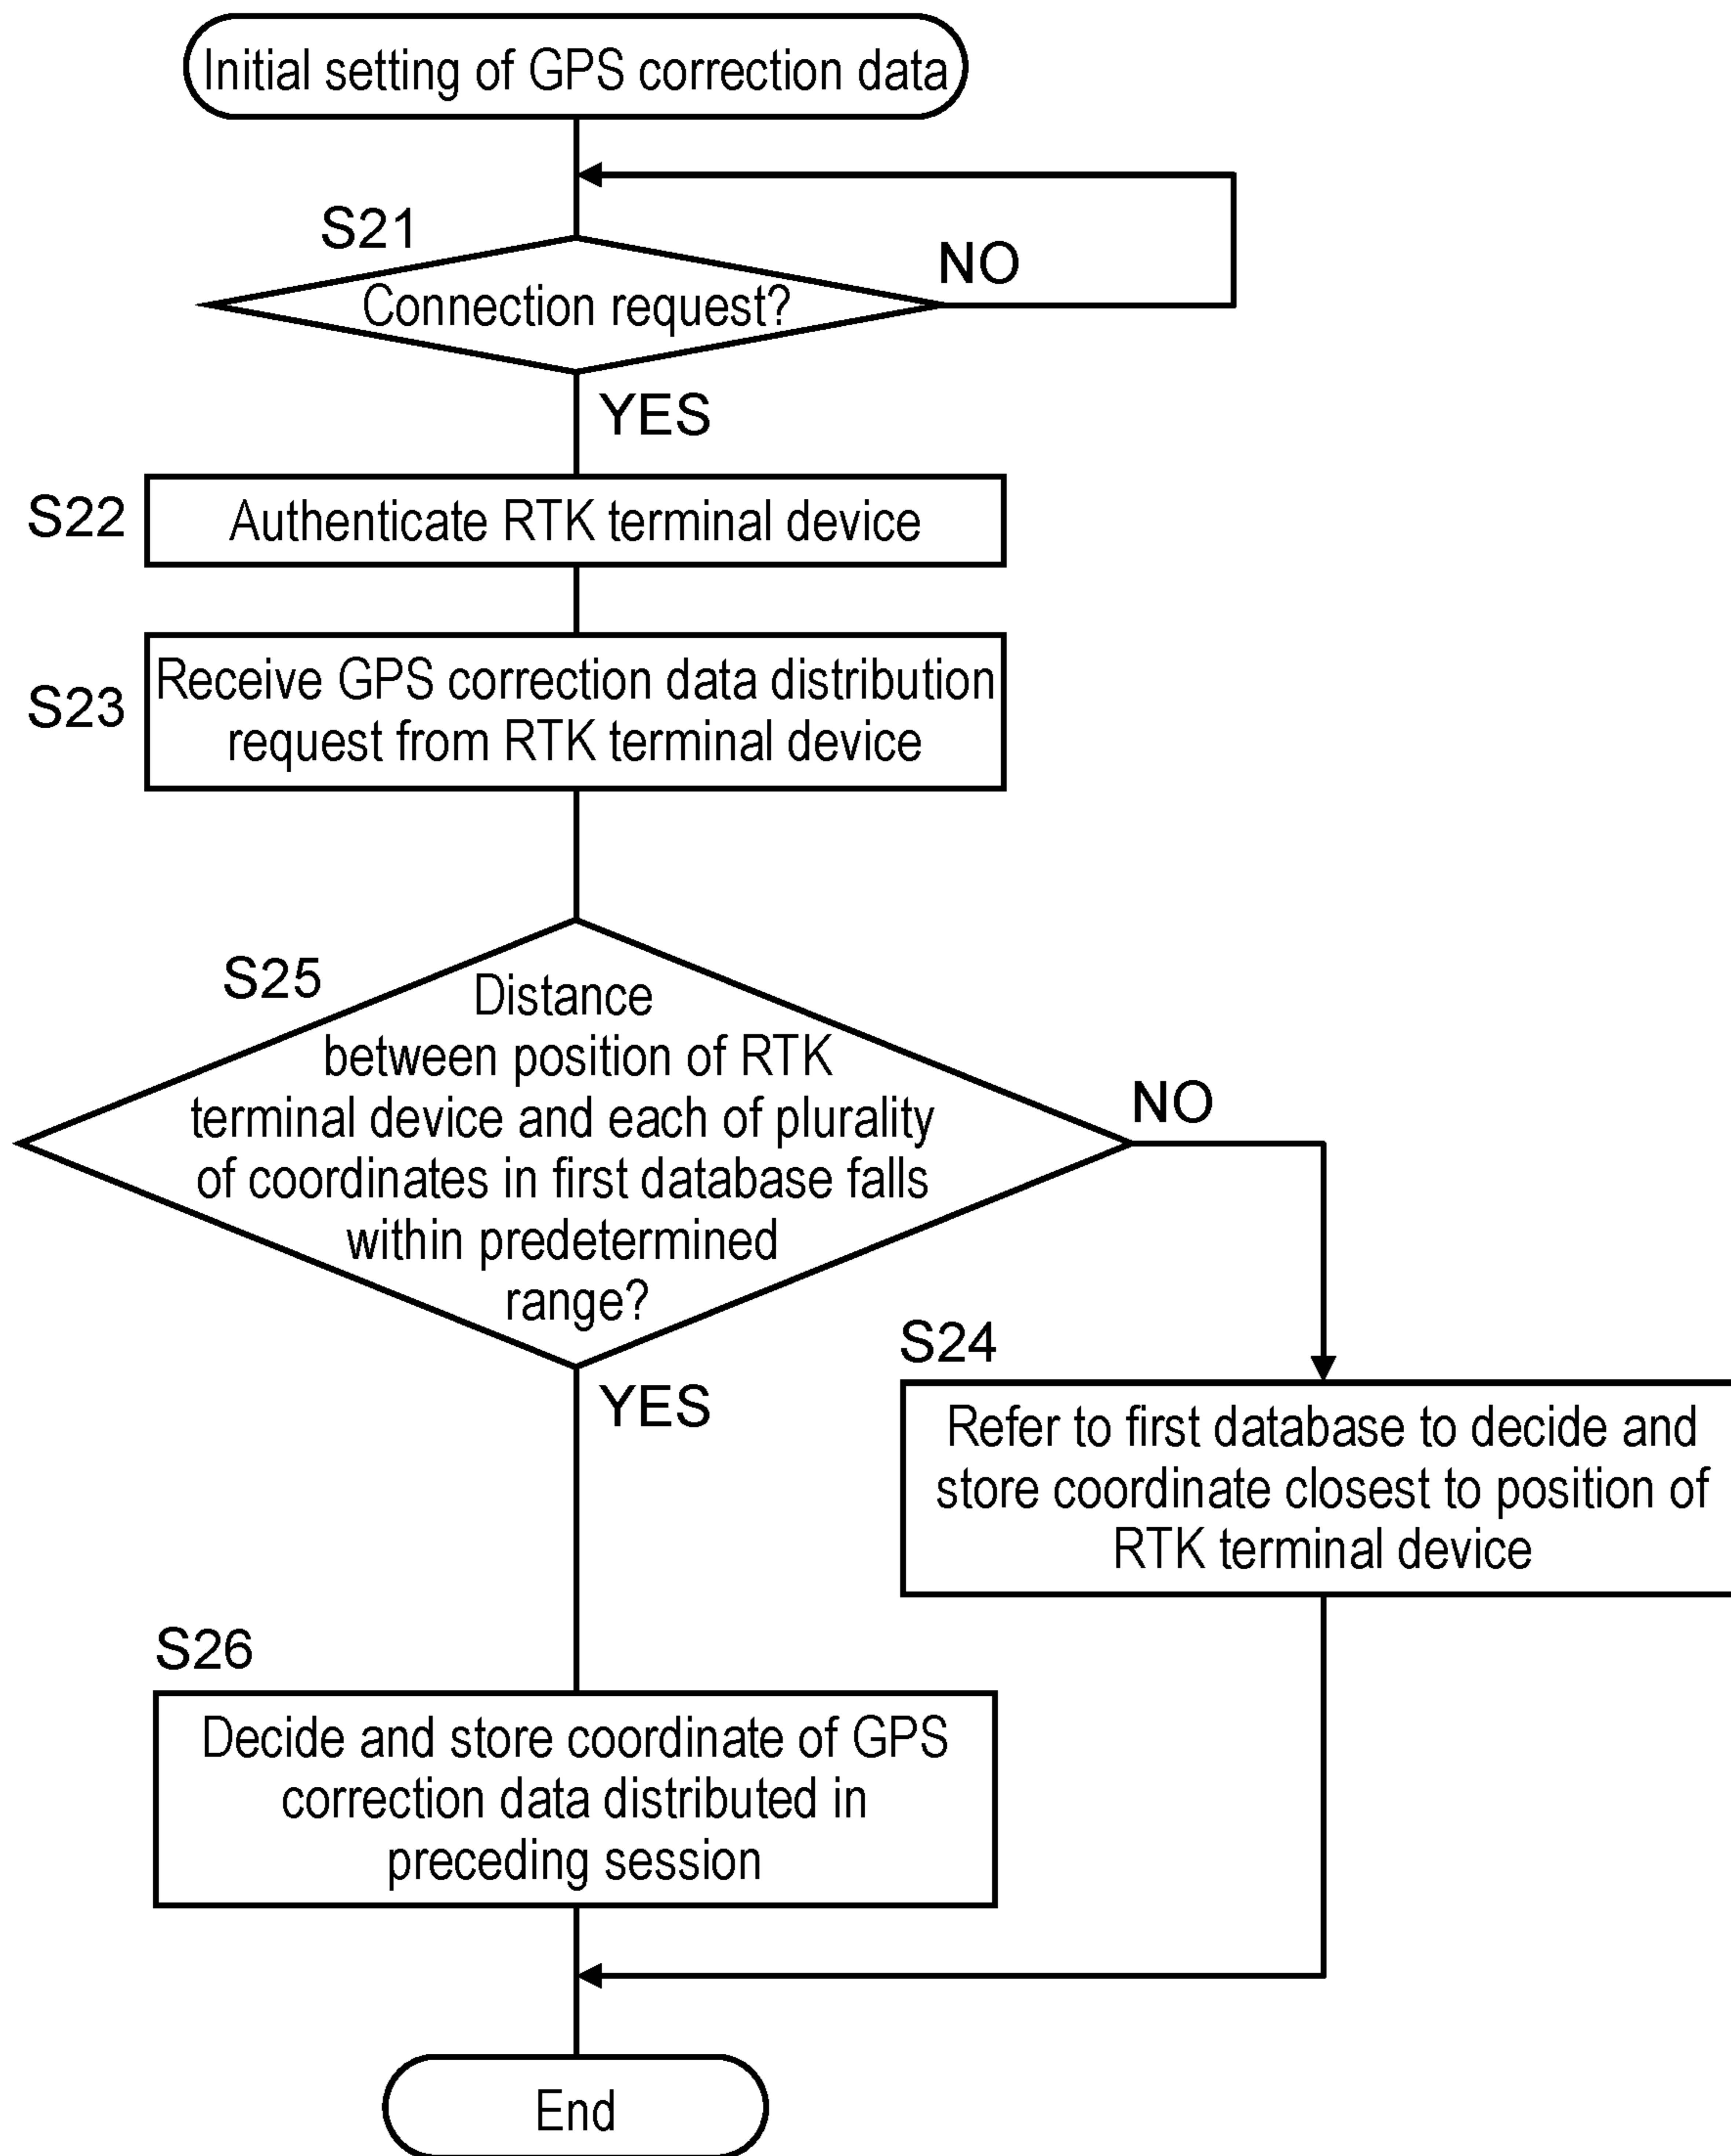 Initial setting of GPS correction data
S21
NO
Connection request?
YES
S22
Authenticate RTK terminal device
S23
Receive GPS correction data distribution
request from RTK terminal device
S25
Distance
between position of RTK
terminal device and each of plurality
of coordinates in first database falls
within predetermined
range?
NO
YES
S24
Refer to first database to decide and
store coordinate closest to position of
RTK terminal device
S26
Decide and store coordinate of GPS
correction data distributed in
preceding session
End